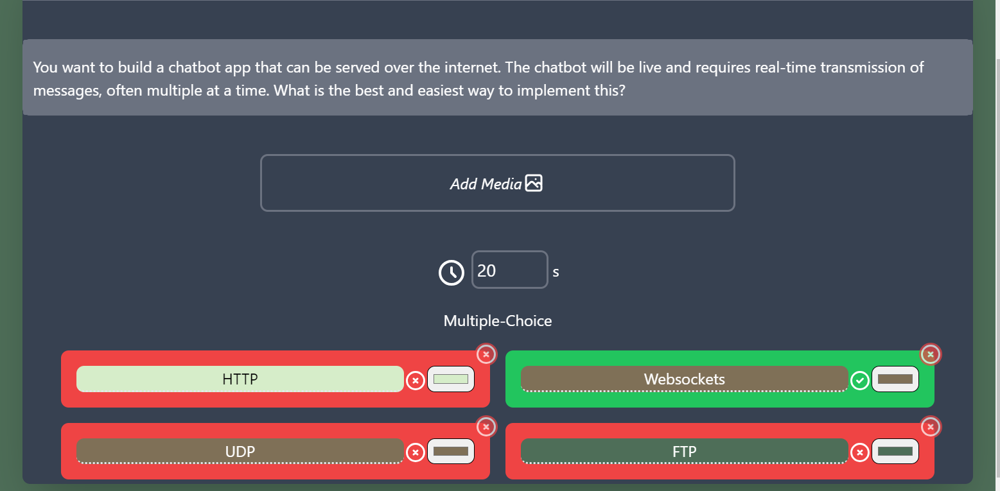 You want to build a chatbot app that can be served over the internet. The chatbot will be live and requires real-time transmission of
messages, often multiple at a time. What is the best and easiest way to implement this?
Add Media
20 s
Multiple-Choice
HTTP
Websockets
UDP
FTP